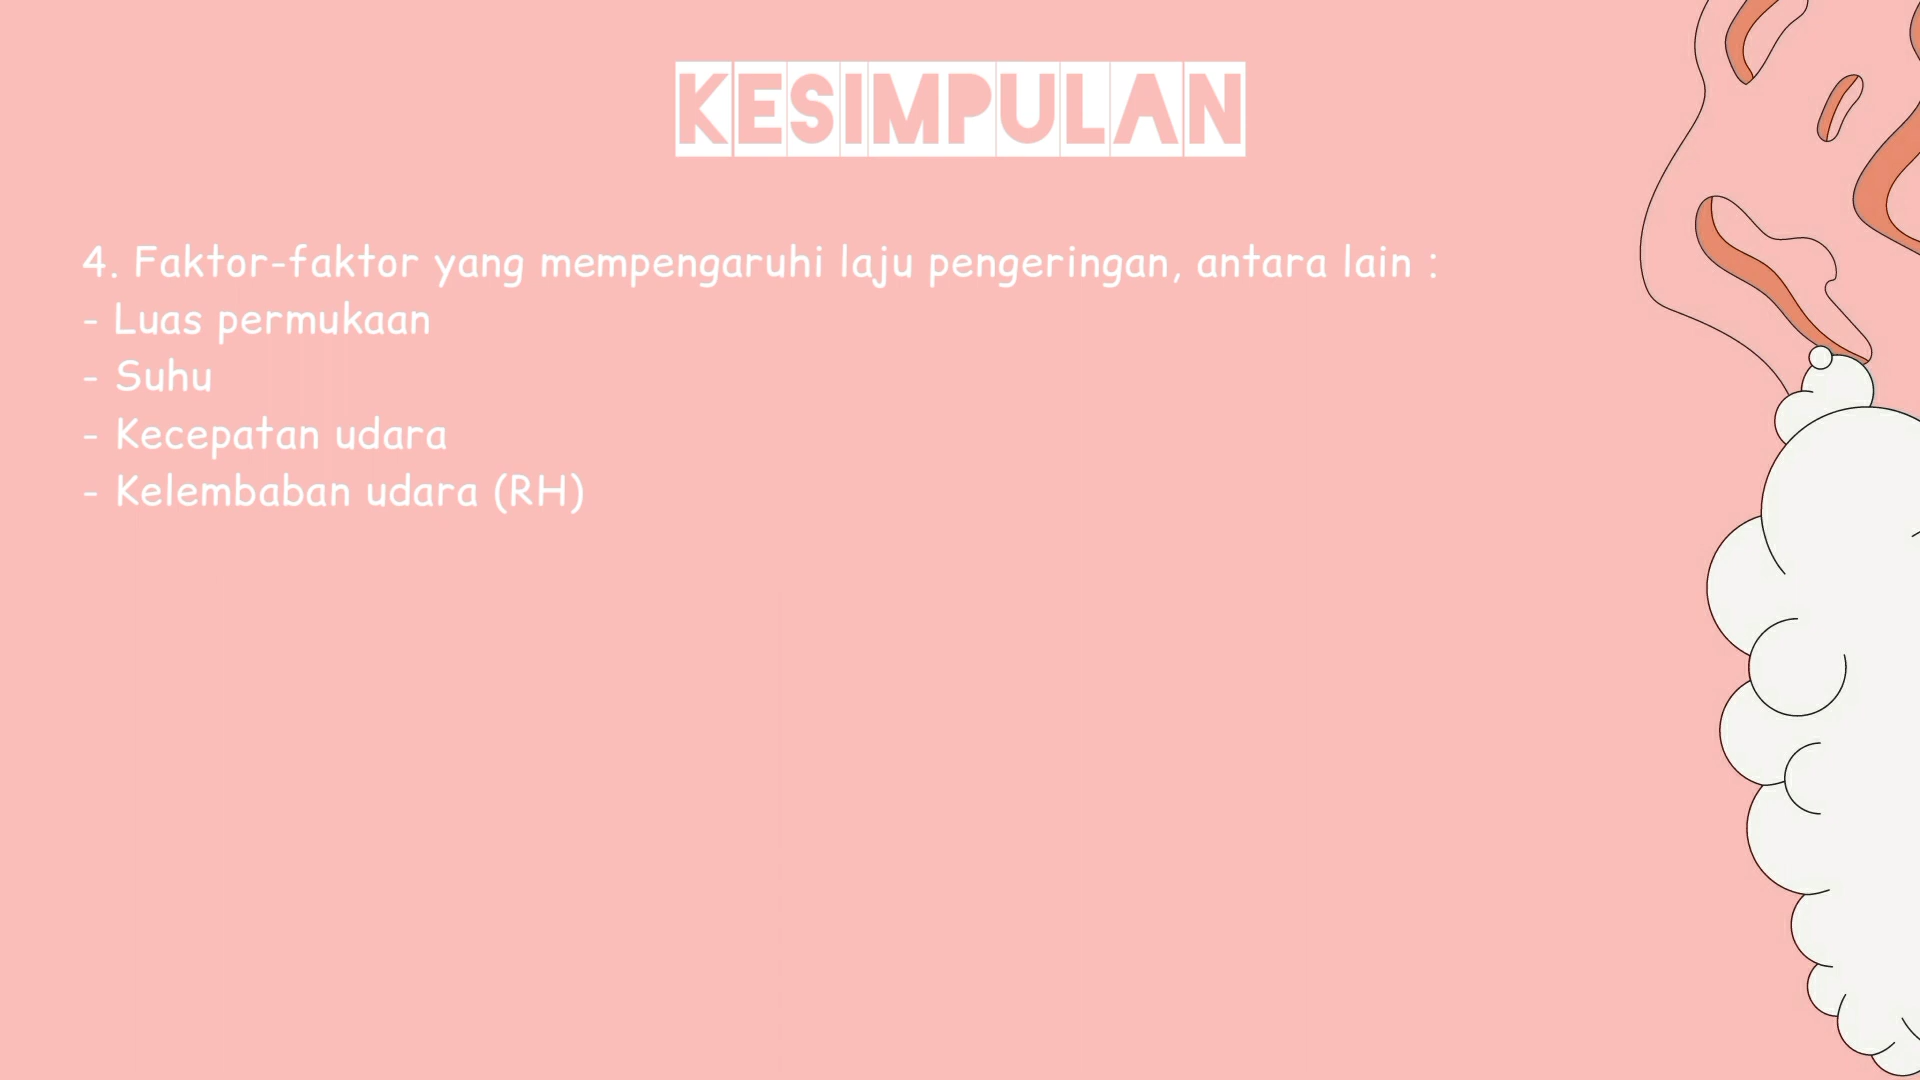 KESIMPULAN
4. Faktor-faktor yang mempengaruhi laju pengeringan, antara lain :
- Luas permukaan
- Suhu
- Kecepatan udara
- Kelembaban udara (RH)